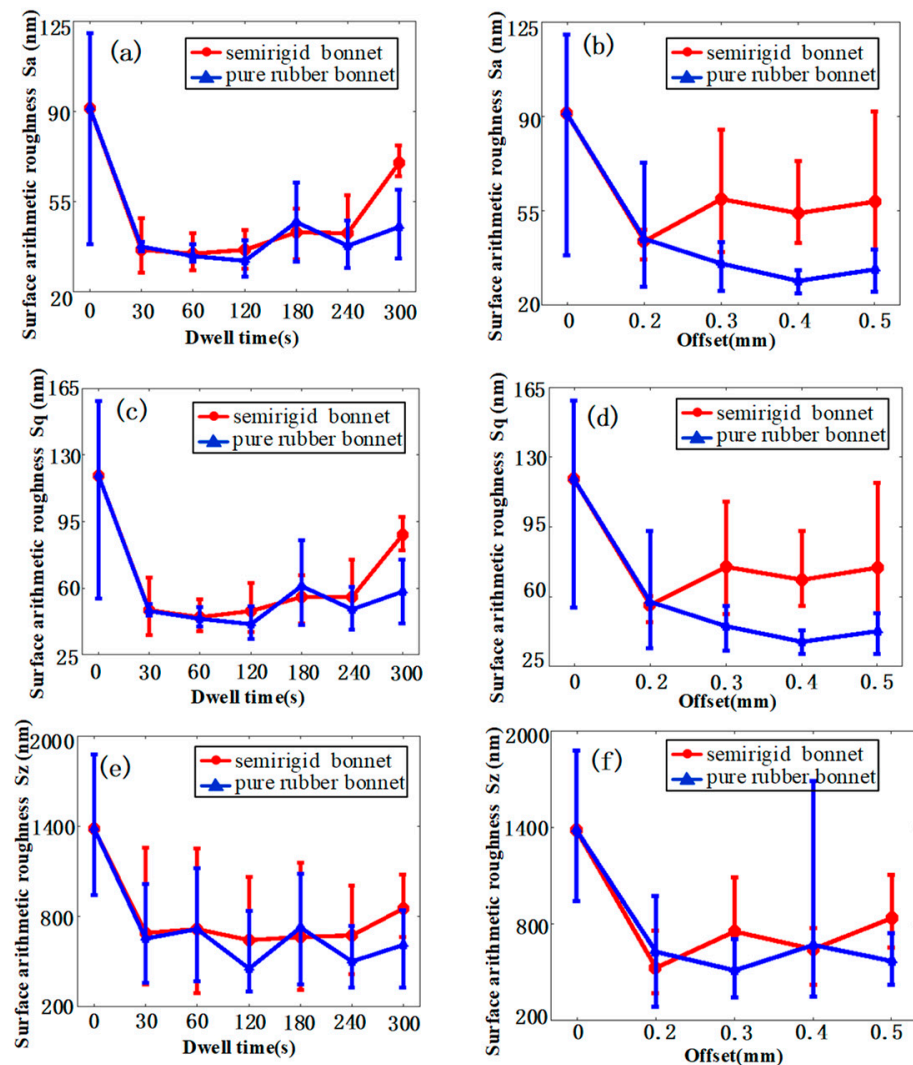 (a)
semirigid bonnet
pure rubber bonnet
Surface arithmetic roughness Sa (nm)
125
90
55
20
0 30 60 120 180 240 300
Dwell time(s)
(b)
semirigid bonnet
pure rubber bonnet
Surface arithmetic roughness Sa (nm)
125
90
55
20
0 0.2 0.3 0.4 0.5
Offset(mm)
(c)
semirigid bonnet
pure rubber bonnet
Surface arithmetic roughness Sq (nm)
165
130
95
60
25
0 30 60 120 180 240 300
Dwell time(s)
(d)
semirigid bonnet
pure rubber bonnet
Surface arithmetic roughness Sq (nm)
165
130
95
60
25
0 0.2 0.3 0.4 0.5
Offset(mm)
(e)
semirigid bonnet
pure rubber bonnet
Surface arithmetic roughness Sz (nm)
2000
1400
800
200
0 30 60 120 180 240 300
Dwell time(s)
(f)
semirigid bonnet
pure rubber bonnet
Surface arithmetic roughness Sz (nm)
2000
1400
800
200
0 0.2 0.3 0.4 0.5
Offset(mm)